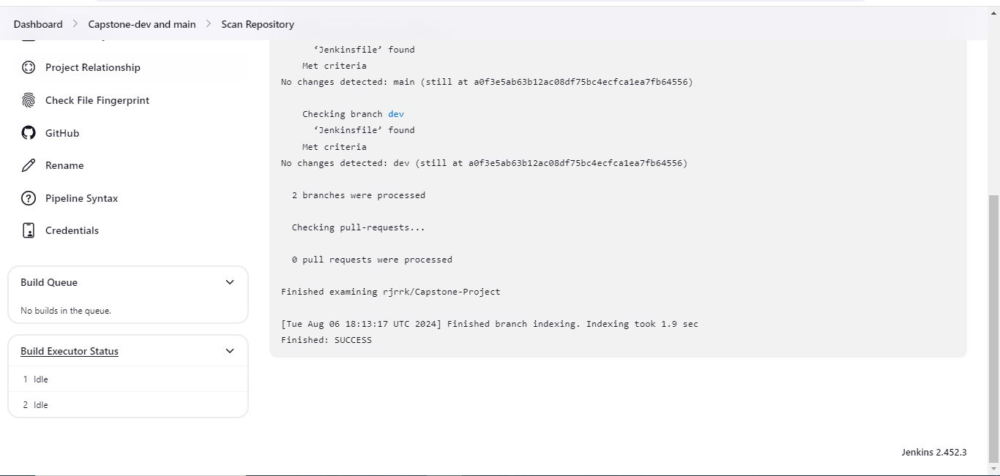 Dashboard > Capstone-dev and main > Scan Repository
Project Relationship
Check File Fingerprint
GitHub
Rename
Pipeline Syntax
Credentials
Build Queue
No builds in the queue.
Build Executor Status
1 Idle
2 Idle
‘Jenkinsfile’ found
Met criteria
No changes detected: main (still at a0f3e5ab63b12ac08df75bc4ecfca1ea7fb64556)
Checking branch dev
‘Jenkinsfile’ found
Met criteria
No changes detected: dev (still at a0f3e5ab63b12ac08df75bc4ecfca1ea7fb64556)
2 branches were processed
Checking pull-requests...
0 pull requests were processed
Finished examining rjrrk/Capstone-Project
[Tue Aug 06 18:13:17 UTC 2024] Finished branch indexing. Indexing took 1.9 sec
Finished: SUCCESS
Jenkins 2.452.3